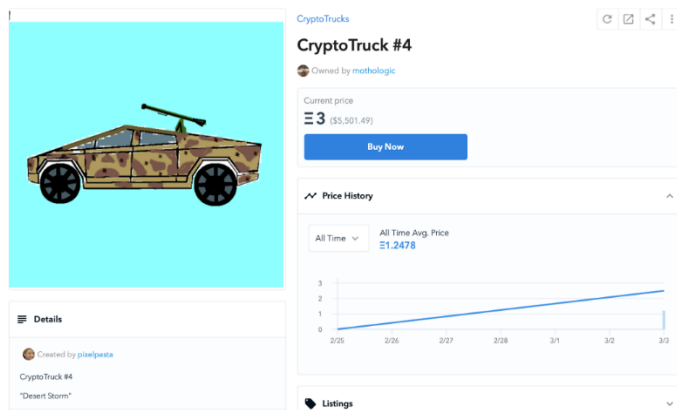 CryptoTrucks
CryptoTruck #4
Owned by mathologic
Current price
Ξ 3 ($5,501.49)
Buy Now
Price History
All Time
All Time Avg. Price
Ξ1.2478
3
2
1
0
2/25 2/26 2/27 2/28 3/1 3/2 3/3
Listings
Details
Created by pixelpasta
CryptoTruck #4
"Desert Storm"